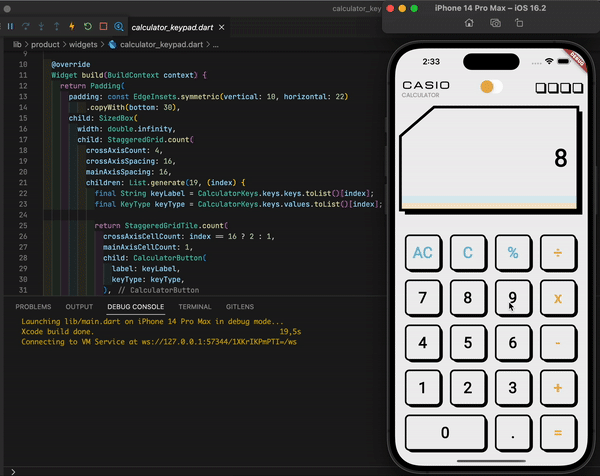 calculator_key
iPhone 14 Pro Max – iOS 16.2
calculator_keypad.dart
lib > product > widgets > calculator_keypad.dart > ...
9
10 @override
11 Widget build(BuildContext context) {
12 return Padding(
13 padding: const EdgeInsets.symmetric(vertical: 10, horizontal: 22)
14 .copyWith(bottom: 30),
15 child: SizedBox(
16 width: double.infinity,
17 child: StaggeredGrid.count(
18 crossAxisCount: 4,
19 crossAxisSpacing: 16,
20 mainAxisSpacing: 16,
21 children: List.generate(19, (index) {
22 final String keyLabel = CalculatorKeys.keys.keys.toList()[index];
23 final KeyType keyType = CalculatorKeys.keys.values.toList()[index];
24
25 return StaggeredGridTile.count(
26 crossAxisCellCount: index == 16 ? 2 : 1,
27 mainAxisCellCount: 1,
28 child: CalculatorButton(
29 label: keyLabel,
30 keyType: keyType,
31 ), // CalculatorButton
PROBLEMS OUTPUT DEBUG CONSOLE TERMINAL GITLENS
Launching lib/main.dart on iPhone 14 Pro Max in debug mode...
Xcode build done. 19,5s
Connecting to VM Service at ws://127.0.0.1:57344/1XKrIKPmPTI=/ws
>
2:33
DEBUG
CASIO
CALCULATOR
8
AC C % ÷
7 8 9 x
4 5 6 -
1 2 3 +
0 . =